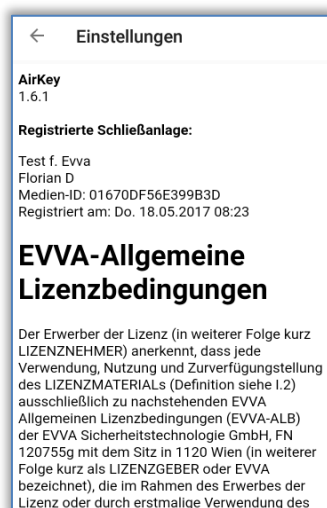 Einstellungen
AirKey
1.6.1
Registrierte Schließanlage:
Test f. Evva
Florian D
Medien-ID: 01670DF56E399B3D
Registriert am: Do. 18.05.2017 08:23
EVVA-Allgemeine
Lizenzbedingungen
Der Erwerber der Lizenz (in weiterer Folge kurz
LIZENZNEHMER) anerkennt, dass jede
Verwendung, Nutzung und Zurverfügungstellung
des LIZENZMATERIALs (Definition siehe I.2)
ausschließlich zu nachstehenden EVVA
Allgemeinen Lizenzbedingungen (EVVA-ALB)
der EVVA Sicherheitstechnologie GmbH, FN
120755g mit dem Sitz in 1120 Wien (in weiterer
Folge kurz als LIZENZGEBER oder EVVA
bezeichnet), die im Rahmen des Erwerbes der
Lizenz oder durch erstmalige Verwendung des